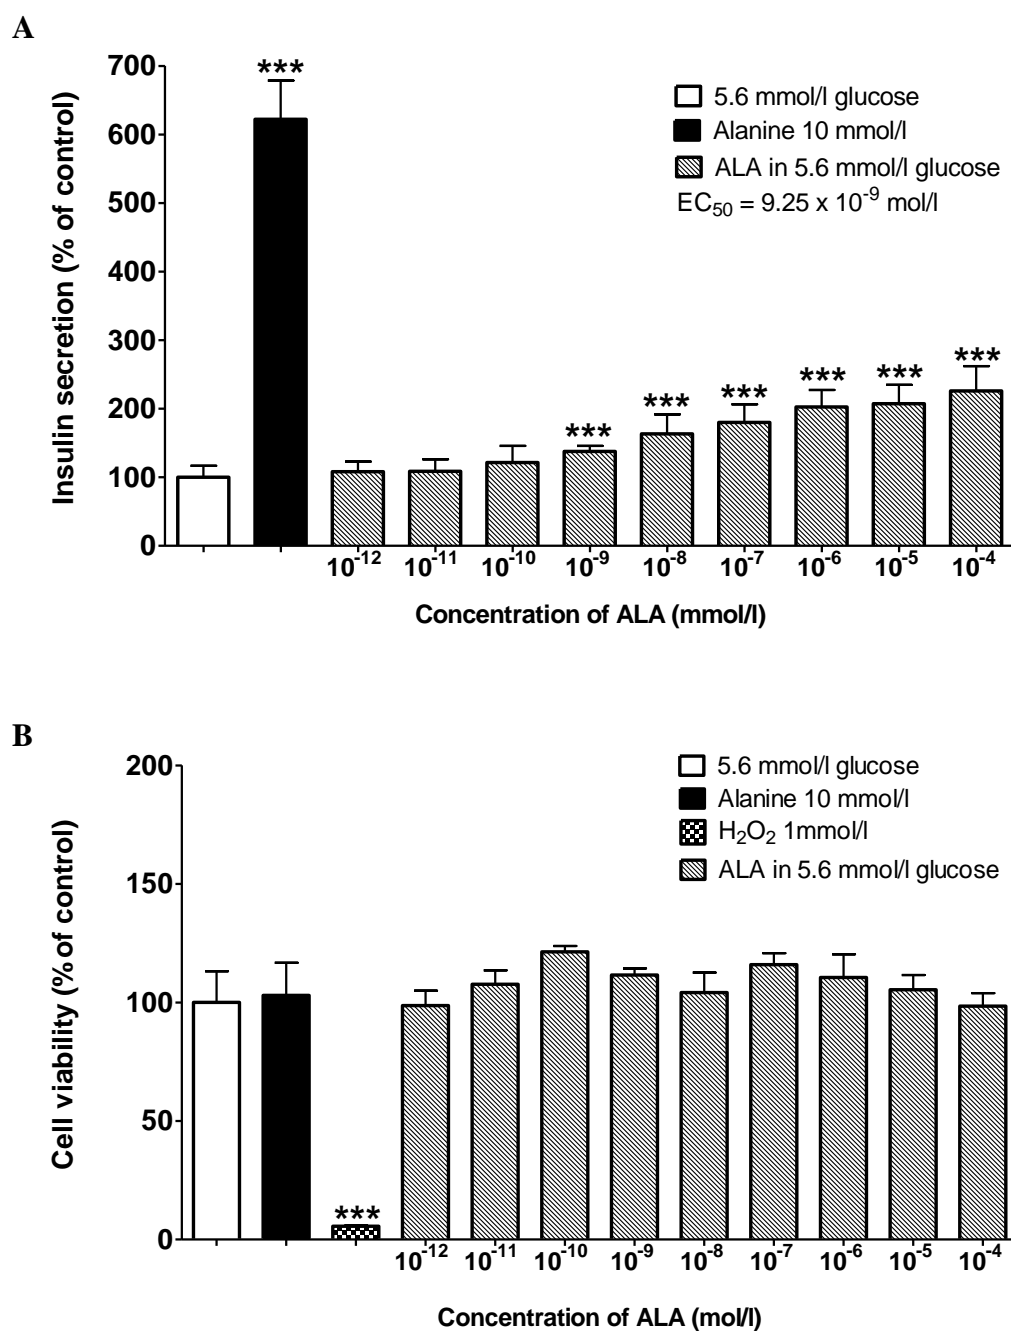 A
700
600
500
400
300
200
100
0
Insulin secretion (% of control)
***
***
***
***
***
***
***
5.6 mmol/l glucose
Alanine 10 mmol/l
ALA in 5.6 mmol/l glucose
EC₅₀ = 9.25 x 10⁻⁹ mol/l
10⁻¹² 10⁻¹¹ 10⁻¹⁰ 10⁻⁹ 10⁻⁸ 10⁻⁷ 10⁻⁶ 10⁻⁵ 10⁻⁴
Concentration of ALA (mmol/l)
B
200
150
100
50
0
Cell viability (% of control)
***
5.6 mmol/l glucose
Alanine 10 mmol/l
H₂O₂ 1mmol/l
ALA in 5.6 mmol/l glucose
10⁻¹² 10⁻¹¹ 10⁻¹⁰ 10⁻⁹ 10⁻⁸ 10⁻⁷ 10⁻⁶ 10⁻⁵ 10⁻⁴
Concentration of ALA (mol/l)